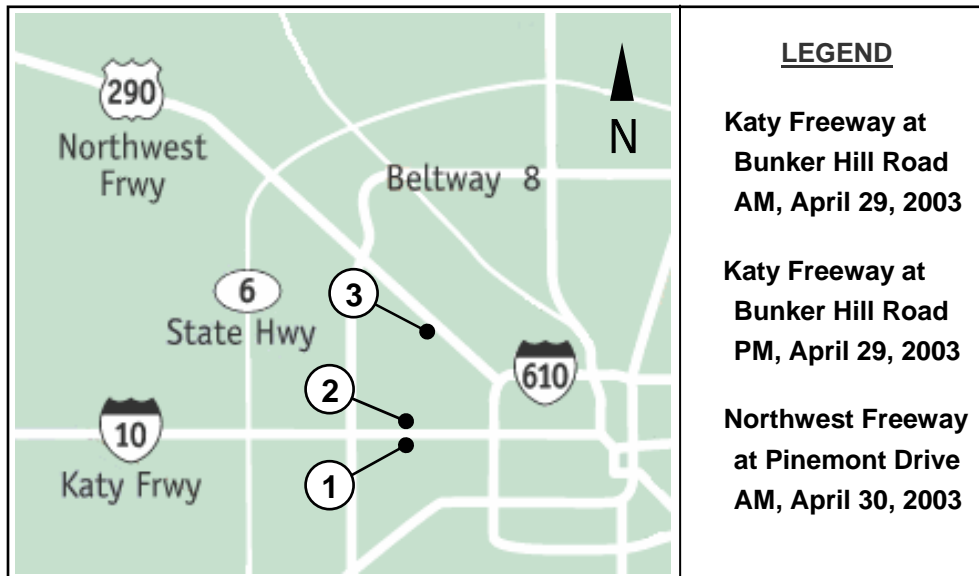 290
Northwest
Frwy
N
Beltway 8
6
State Hwy
3
610
2
10
Katy Frwy
1
LEGEND
Katy Freeway at
Bunker Hill Road
AM, April 29, 2003
Katy Freeway at
Bunker Hill Road
PM, April 29, 2003
Northwest Freeway
at Pinemont Drive
AM, April 30, 2003